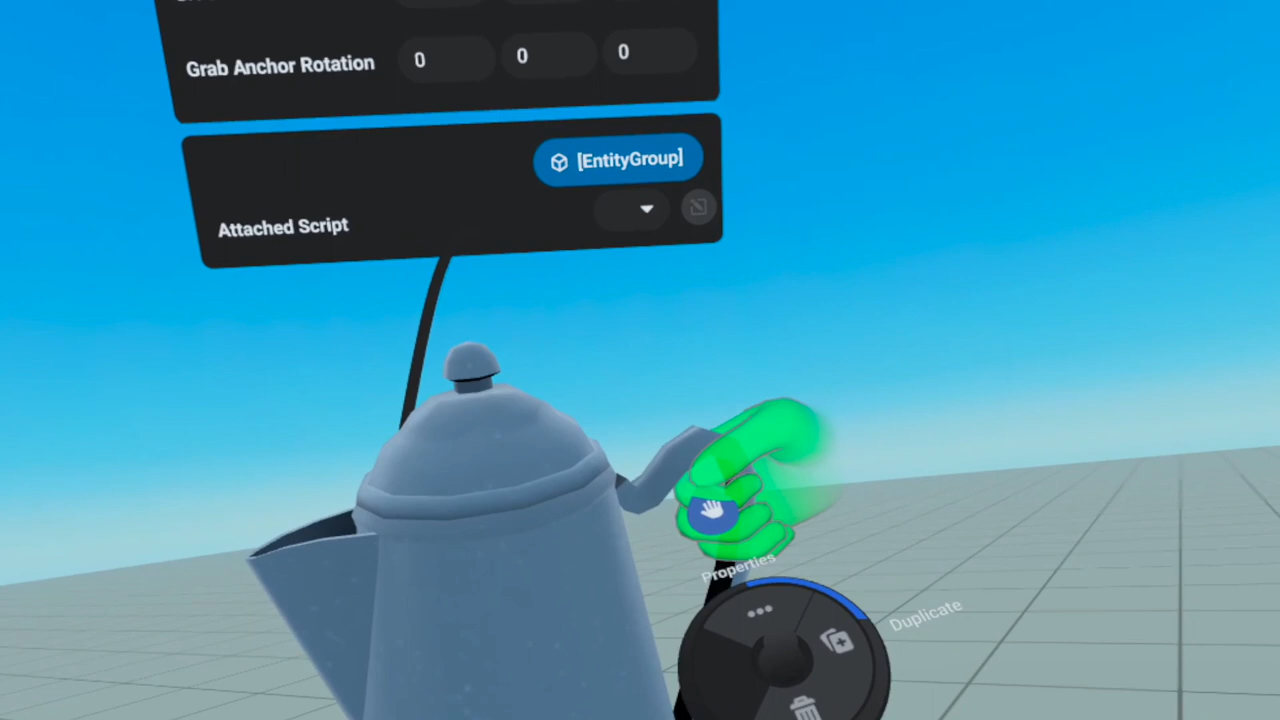 Grab Anchor Rotation 0 0 0
[EntityGroup]
Attached Script
Properties
Duplicate